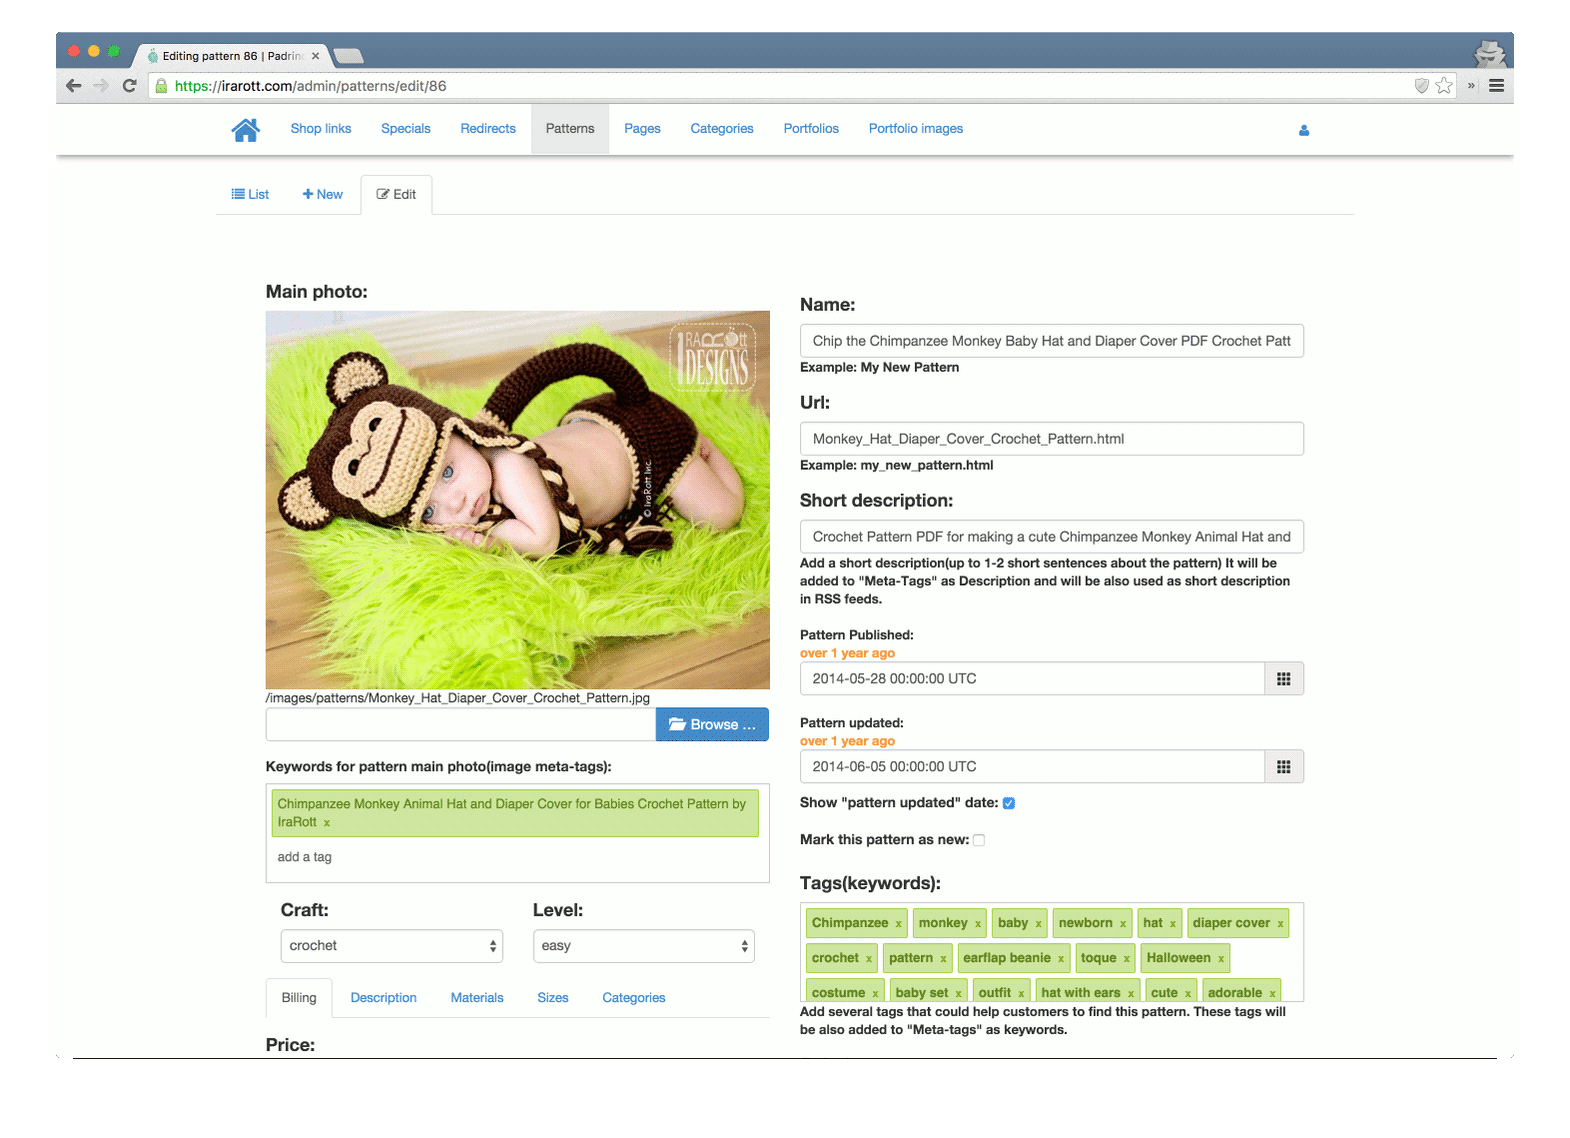 Editing pattern 86 | Padrin
https://irarott.com/admin/patterns/edit/86
Shop links
Specials
Redirects
Patterns
Pages
Categories
Portfolios
Portfolio images
List
New
Edit
Main photo:
IRA ROtt
DESIGNS
© IraRott Inc.
/images/patterns/Monkey_Hat_Diaper_Cover_Crochet_Pattern.jpg
Browse ...
Keywords for pattern main photo(image meta-tags):
Chimpanzee Monkey Animal Hat and Diaper Cover for Babies Crochet Pattern by
IraRott x
add a tag
Craft:
Level:
crochet
easy
Billing
Description
Materials
Sizes
Categories
Price:
Name:
Chip the Chimpanzee Monkey Baby Hat and Diaper Cover PDF Crochet Patt
Example: My New Pattern
Url:
Monkey_Hat_Diaper_Cover_Crochet_Pattern.html
Example: my_new_pattern.html
Short description:
Crochet Pattern PDF for making a cute Chimpanzee Monkey Animal Hat and
Add a short description(up to 1-2 short sentences about the pattern) It will be
added to "Meta-Tags" as Description and will be also used as short description
in RSS feeds.
Pattern Published:
over 1 year ago
2014-05-28 00:00:00 UTC
Pattern updated:
over 1 year ago
2014-06-05 00:00:00 UTC
Show "pattern updated" date:
Mark this pattern as new:
Tags(keywords):
Chimpanzee x monkey x baby x newborn x hat x diaper cover x
crochet x pattern x earflap beanie x toque x Halloween x
costume x baby set x outfit x hat with ears x cute x adorable x
Add several tags that could help customers to find this pattern. These tags will
be also added to "Meta-tags" as keywords.